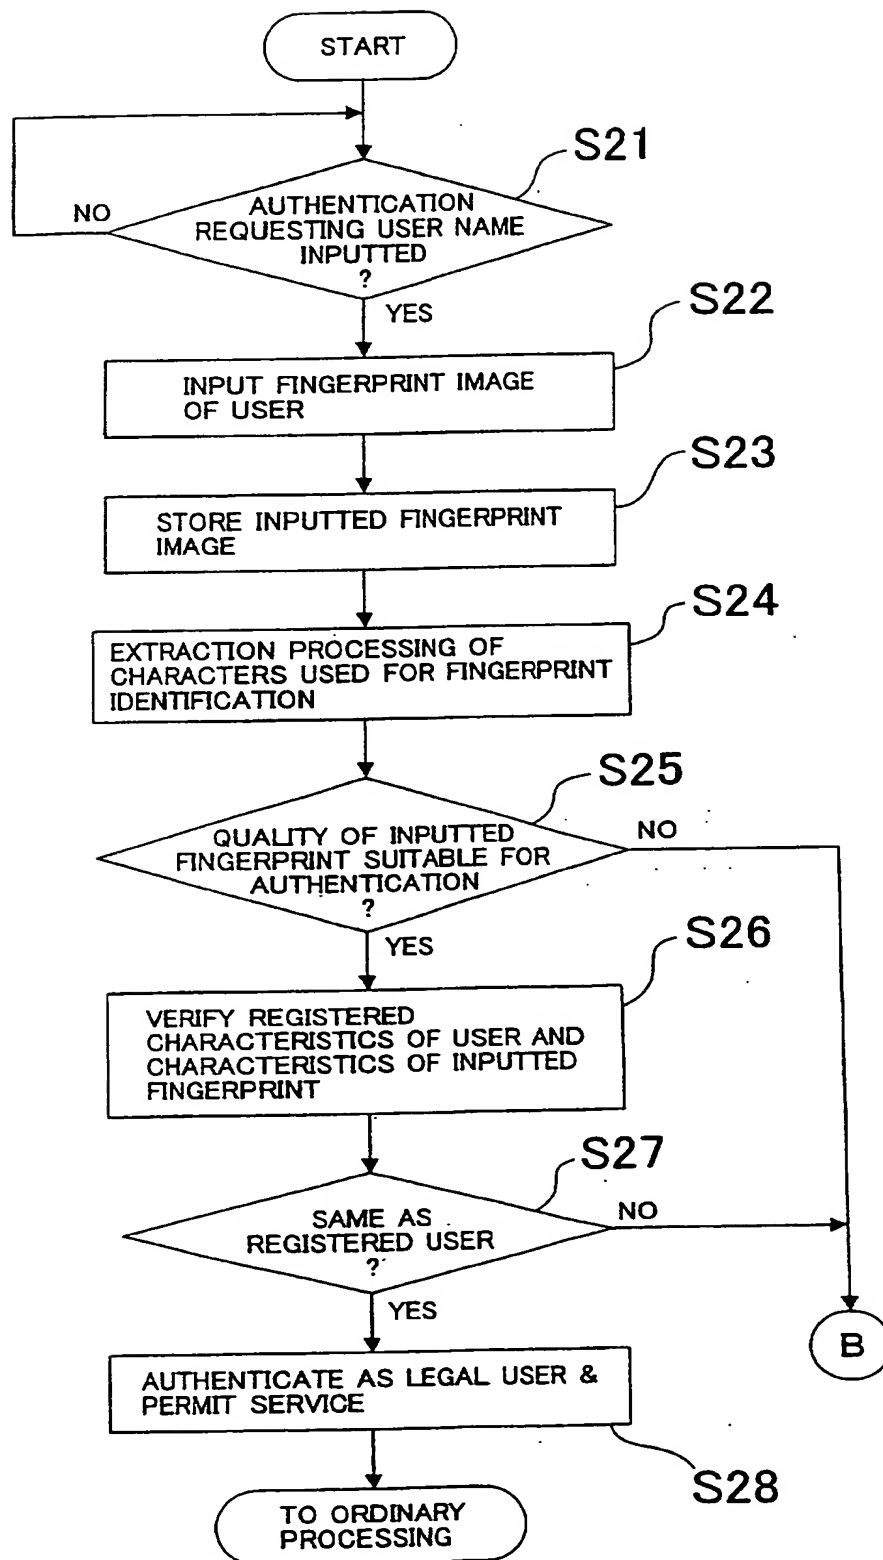 START
S21
NO
AUTHENTICATION
REQUESTING USER NAME
INPUTTED
?
YES
S22
INPUT FINGERPRINT IMAGE
OF USER
S23
STORE INPUTTED FINGERPRINT
IMAGE
S24
EXTRACTION PROCESSING OF
CHARACTERS USED FOR FINGERPRINT
IDENTIFICATION
S25
QUALITY OF INPUTTED
FINGERPRINT SUITABLE FOR
AUTHENTICATION
?
NO
YES
S26
VERIFY REGISTERED
CHARACTERISTICS OF USER AND
CHARACTERISTICS OF INPUTTED
FINGERPRINT
S27
SAME AS
REGISTERED USER
?
NO
YES
B
AUTHENTICATE AS LEGAL USER &
PERMIT SERVICE
S28
TO ORDINARY
PROCESSING